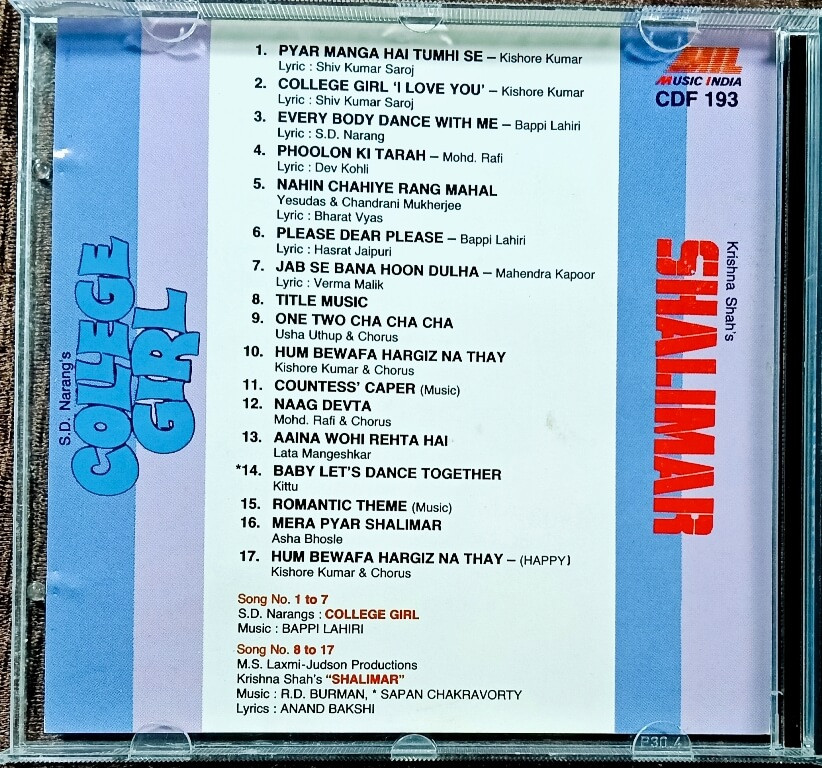 1. PYAR MANGA HAI TUMHI SE – Kishore Kumar
Lyric : Shiv Kumar Saroj
2. COLLEGE GIRL 'I LOVE YOU' – Kishore Kumar
Lyric : Shiv Kumar Saroj
3. EVERY BODY DANCE WITH ME – Bappi Lahiri
Lyric : S.D. Narang
4. PHOOLON KI TARAH – Mohd. Rafi
Lyric : Dev Kohli
5. NAHIN CHAHIYE RANG MAHAL
Yesudas & Chandrani Mukherjee
Lyric : Bharat Vyas
6. PLEASE DEAR PLEASE – Bappi Lahiri
Lyric : Hasrat Jaipuri
7. JAB SE BANA HOON DULHA – Mahendra Kapoor
Lyric : Verma Malik
8. TITLE MUSIC
9. ONE TWO CHA CHA CHA
Usha Uthup & Chorus
10. HUM BEWAFA HARGIZ NA THAY
Kishore Kumar & Chorus
11. COUNTESS' CAPER (Music)
12. NAAG DEVTA
Mohd. Rafi & Chorus
13. AAINA WOHI REHTA HAI
Lata Mangeshkar
*14. BABY LET'S DANCE TOGETHER
Kittu
15. ROMANTIC THEME (Music)
16. MERA PYAR SHALIMAR
Asha Bhosle
17. HUM BEWAFA HARGIZ NA THAY – (HAPPY)
Kishore Kumar & Chorus
Song No. 1 to 7
S.D. Narangs : COLLEGE GIRL
Music : BAPPI LAHIRI
Song No. 8 to 17
M.S. Laxmi-Judson Productions
Krishna Shah's "SHALIMAR"
Music : R.D. BURMAN, * SAPAN CHAKRAVORTY
Lyrics : ANAND BAKSHI
S.D. Narang's
COLLEGE
GIRL
MIL
MUSIC INDIA
CDF 193
Krishna Shah's
SHALIMAR
P30 4